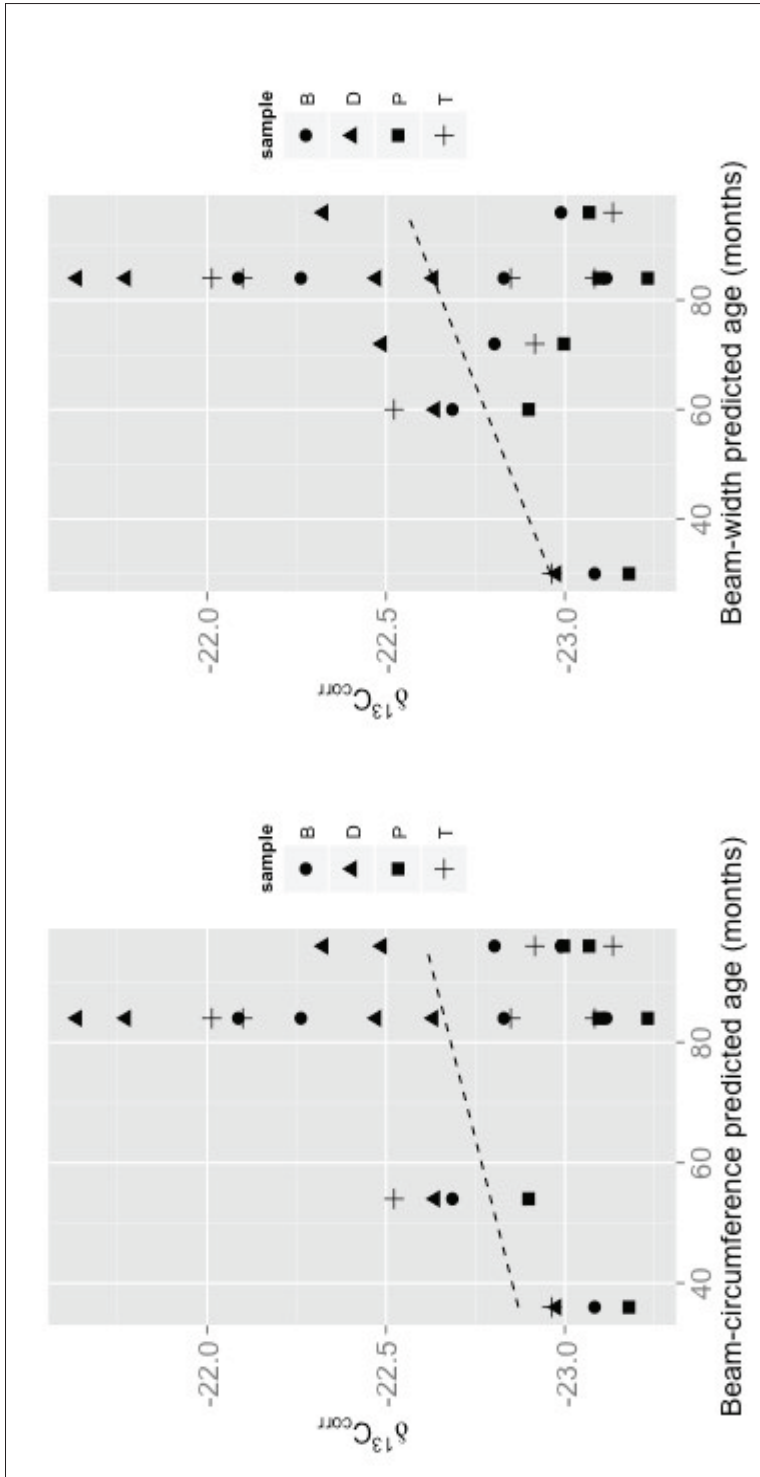 δ¹³Ccorr
-22.0
-22.5
-23.0
40
60
80
Beam-circumference predicted age (months)
sample
B
D
P
T
δ¹³Ccorr
-22.0
-22.5
-23.0
40
60
80
Beam-width predicted age (months)
sample
B
D
P
T